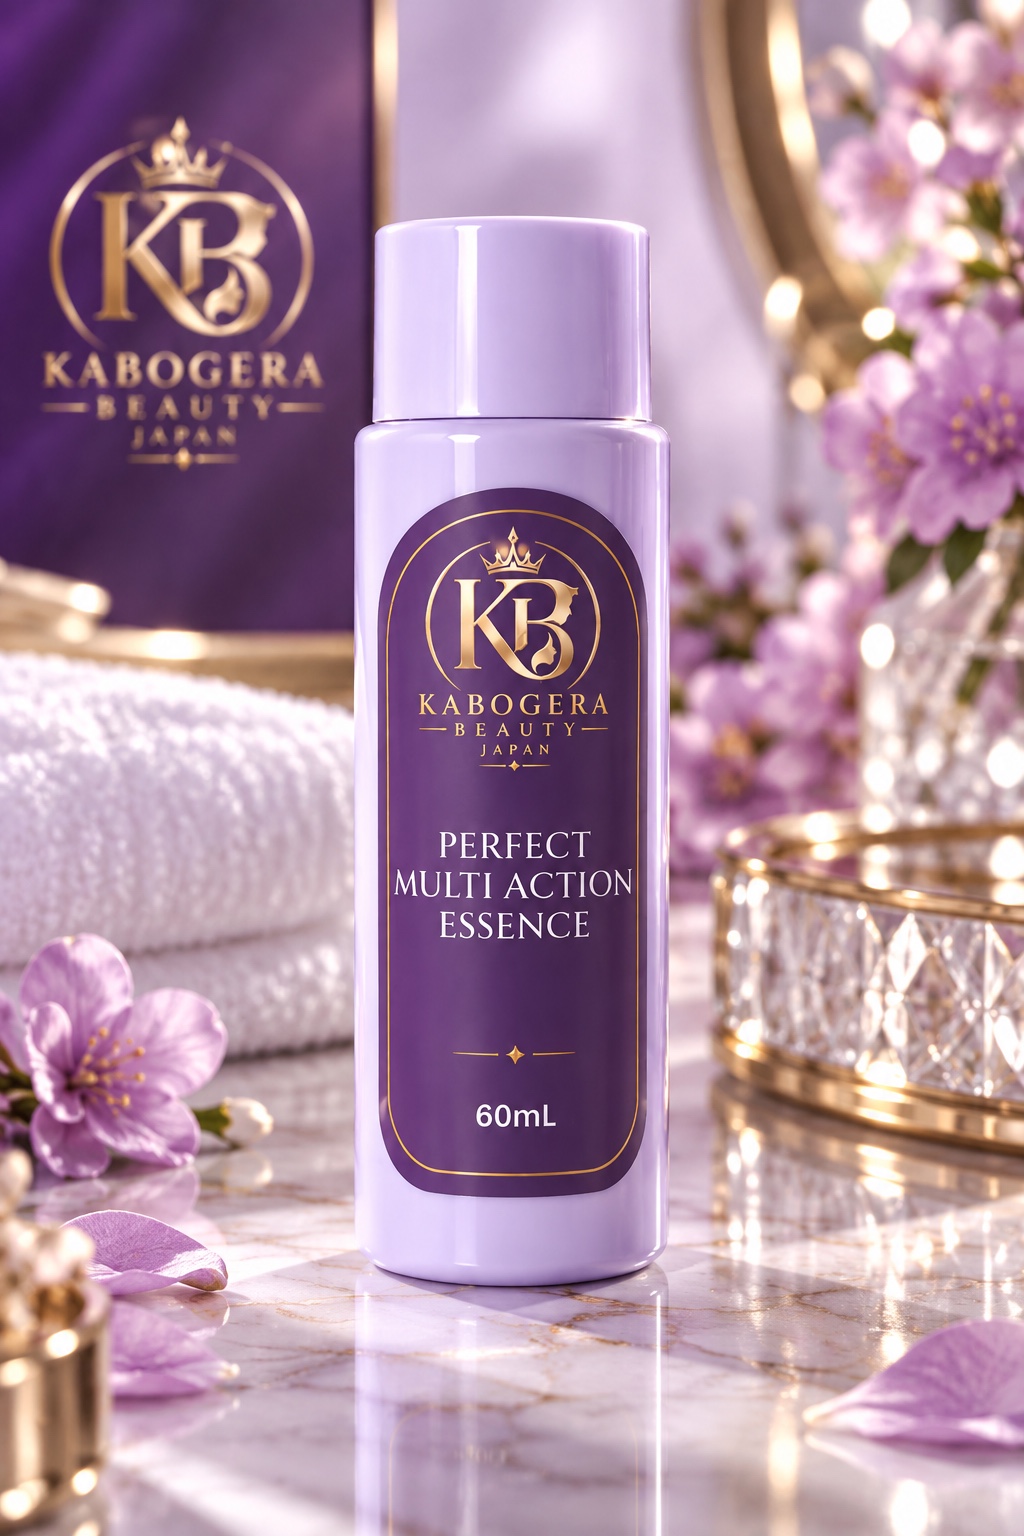 KB
KABOGERA
BEAUTY
JAPAN
KB
KABOGERA
BEAUTY
JAPAN
PERFECT
MULTI ACTION
ESSENCE
60mL